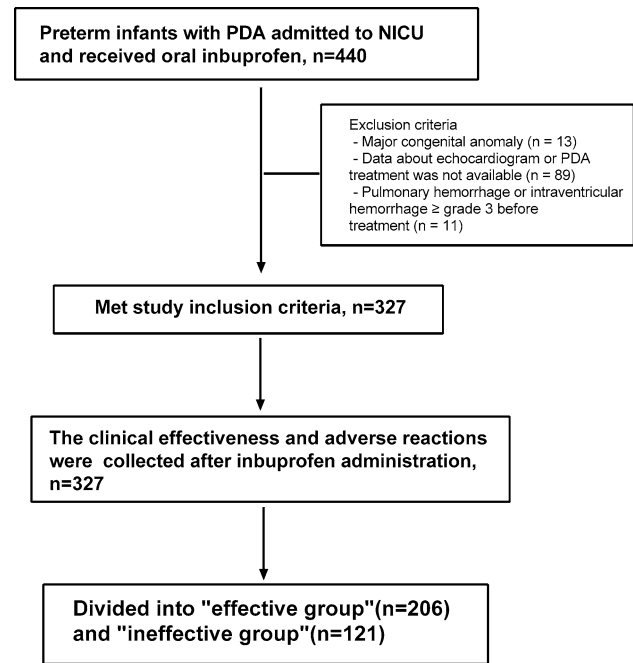 Preterm infants with PDA admitted to NICU
and received oral inbuprofen, n=440
Exclusion criteria
- Major congenital anomaly (n = 13)
- Data about echocardiogram or PDA
treatment was not available (n = 89)
- Pulmonary hemorrhage or intraventricular
hemorrhage ≥ grade 3 before
treatment (n = 11)
Met study inclusion criteria, n=327
The clinical effectiveness and adverse reactions
were collected after inbuprofen administration,
n=327
Divided into "effective group"(n=206)
and "ineffective group"(n=121)